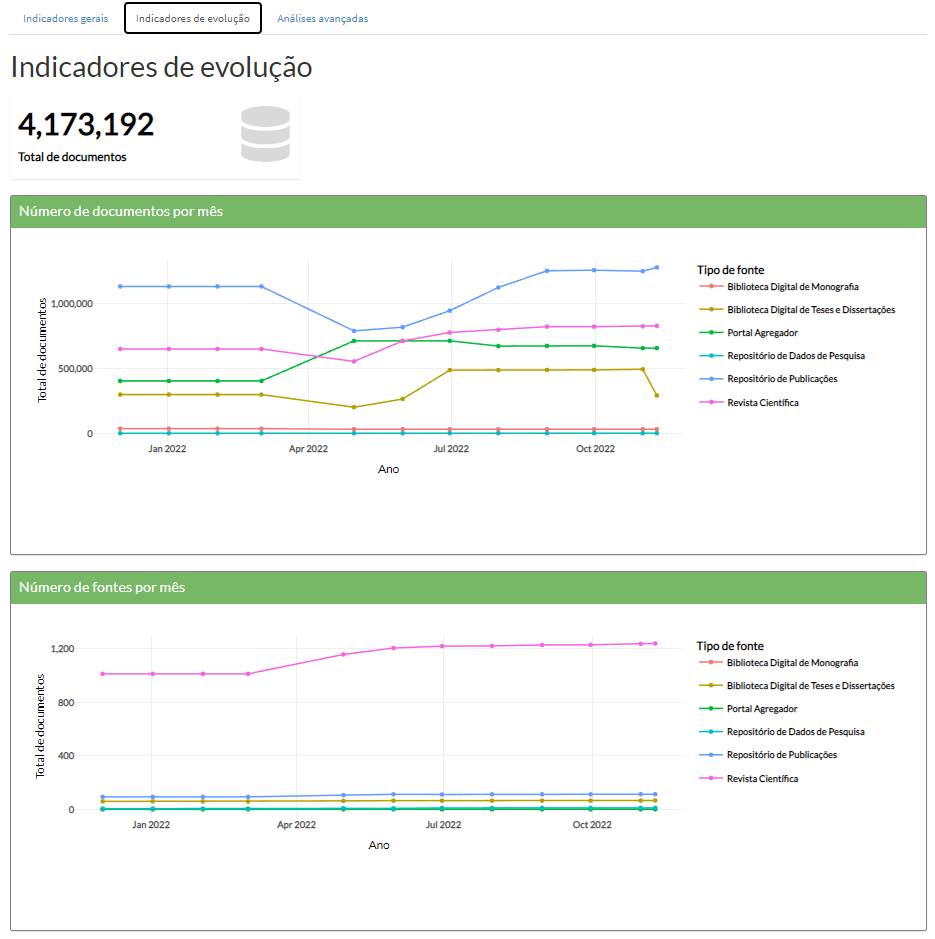 Indicadores gerais
Indicadores de evolução
Análises avançadas
Indicadores de evolução
4,173,192
Total de documentos
Número de documentos por mês
Total de documentos
1,000,000
500,000
0
Jan 2022
Apr 2022
Jul 2022
Oct 2022
Ano
Tipo de fonte
Biblioteca Digital de Monografia
Biblioteca Digital de Teses e Dissertações
Portal Agregador
Repositório de Dados de Pesquisa
Repositório de Publicações
Revista Científica
Número de fontes por mês
Total de documentos
1,200
800
400
0
Jan 2022
Apr 2022
Jul 2022
Oct 2022
Ano
Tipo de fonte
Biblioteca Digital de Monografia
Biblioteca Digital de Teses e Dissertações
Portal Agregador
Repositório de Dados de Pesquisa
Repositório de Publicações
Revista Científica